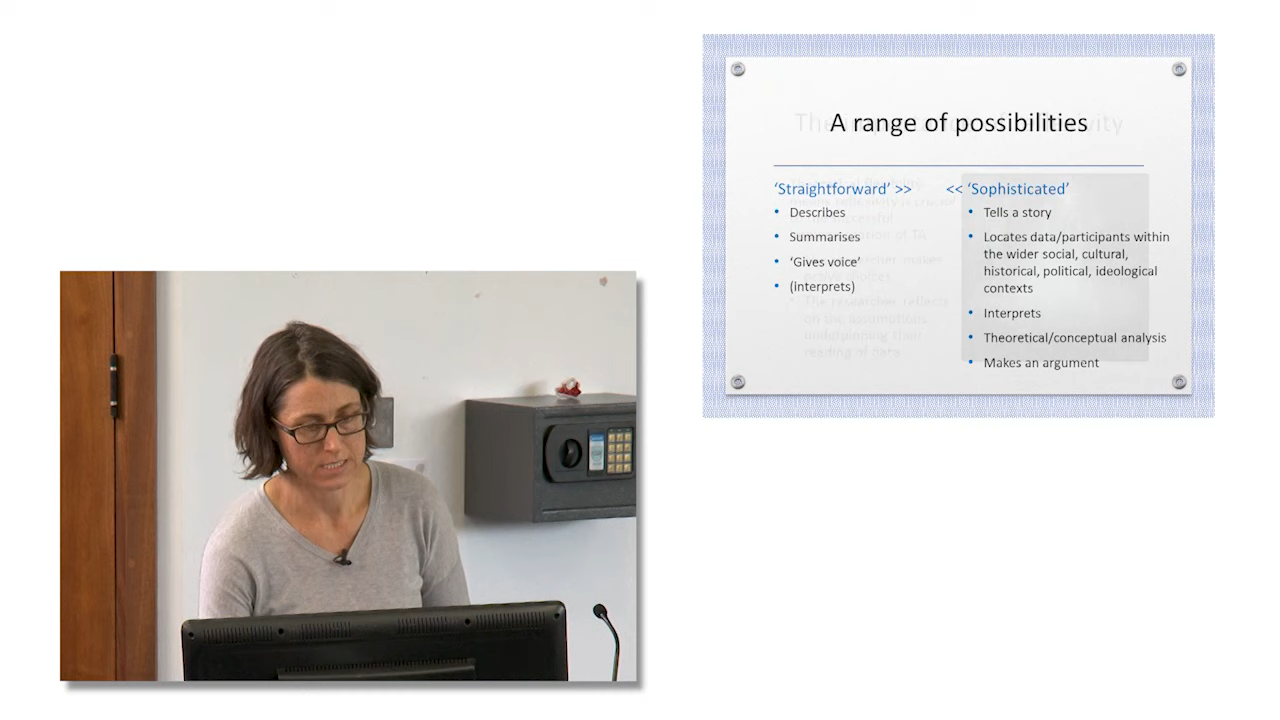 A range of possibilities
‘Straightforward’ >>
• Describes
• Summarises
• ‘Gives voice’
• (interprets)
<< ‘Sophisticated’
• Tells a story
• Locates data/participants within
the wider social, cultural,
historical, political, ideological
contexts
• Interprets
• Theoretical/conceptual analysis
• Makes an argument